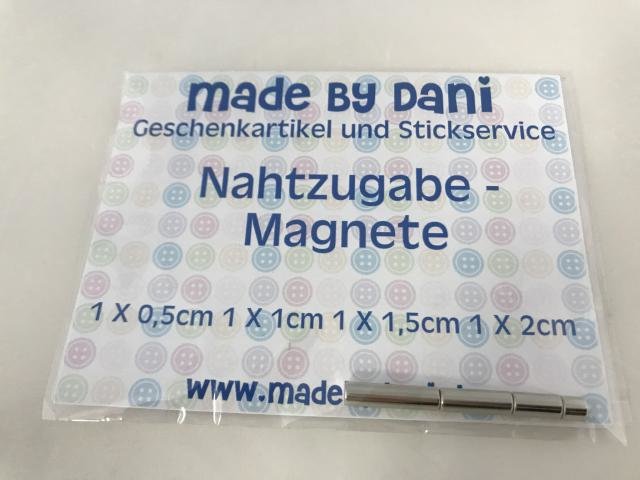 made by Dani
Geschenkartikel und Stickservice
Nahtzugabe -
Magnete
1 X 0,5cm 1 X 1cm 1 X 1,5cm 1 X 2cm
www.made